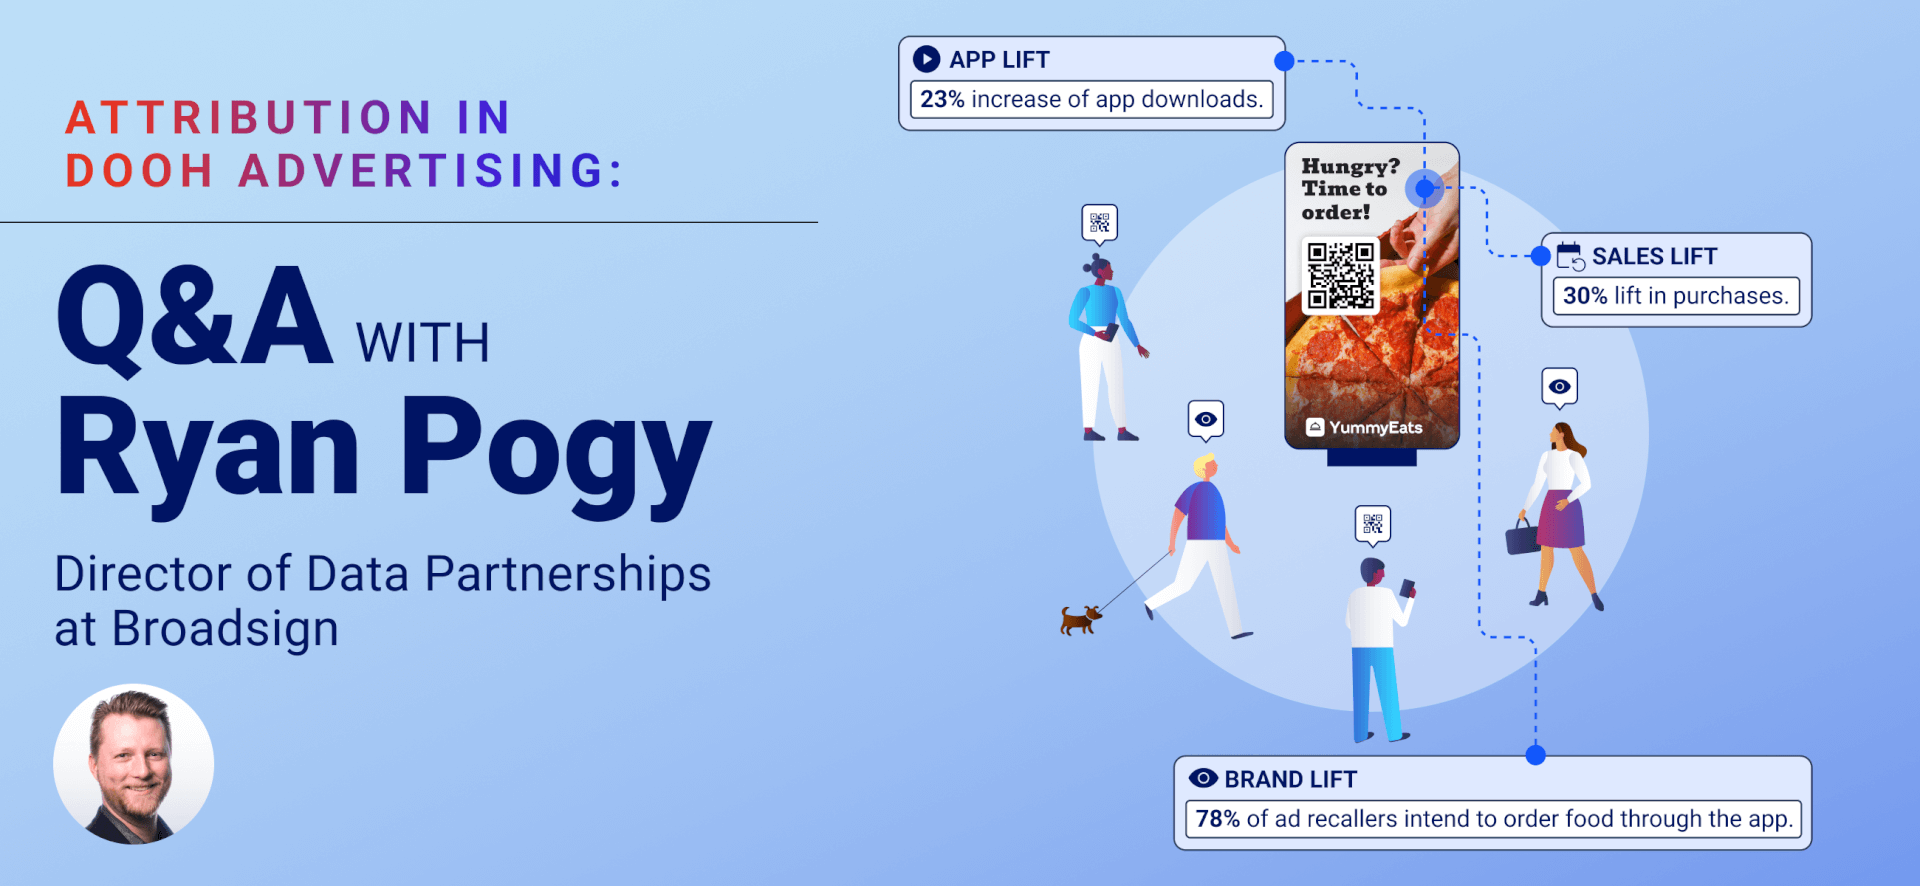 ATTRIBUTION IN
DOOH ADVERTISING:
Q&A WITH
Ryan Pogy
Director of Data Partnerships
at Broadsign
APP LIFT
23% increase of app downloads.
Hungry?
Time to
order!
YummyEats
SALES LIFT
30% lift in purchases.
BRAND LIFT
78% of ad recallers intend to order food through the app.